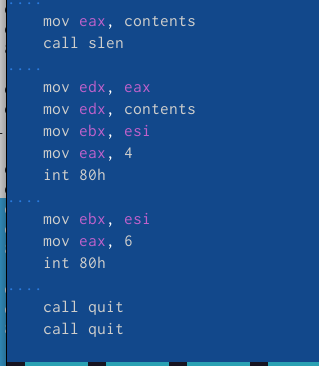 mov eax, contents
call slen
mov edx, eax
mov edx, contents
mov ebx, esi
mov eax, 4
int 80h
mov ebx, esi
mov eax, 6
int 80h
call quit
call quit